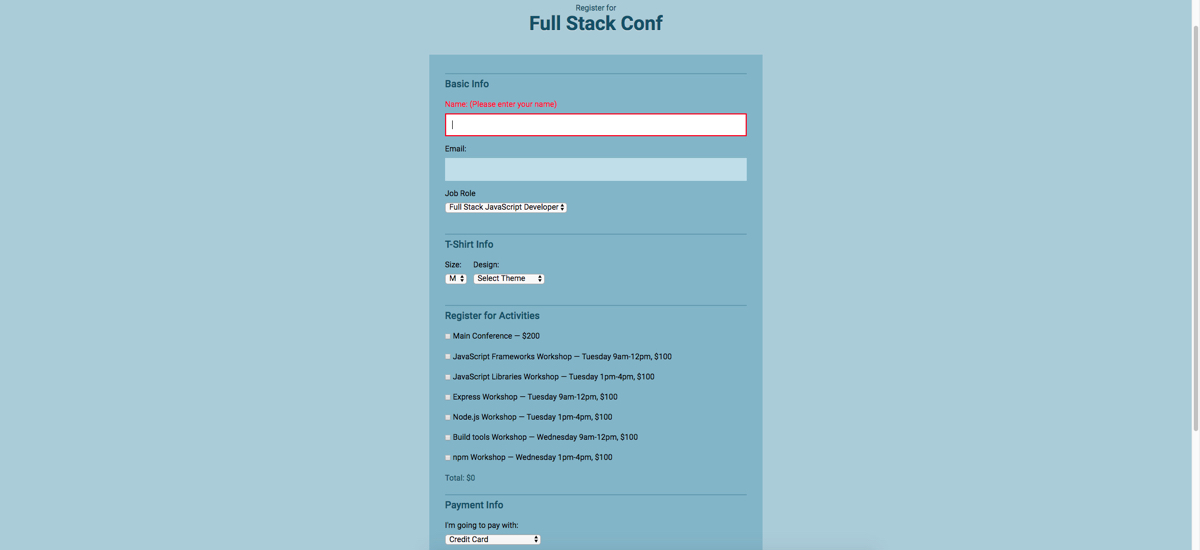 Register for
Full Stack Conf
Basic Info
Name: (Please enter your name)
Email:
Job Role
Full Stack JavaScript Developer
T-Shirt Info
Size: Design:
M Select Theme
Register for Activities
Main Conference — $200
JavaScript Frameworks Workshop — Tuesday 9am-12pm, $100
JavaScript Libraries Workshop — Tuesday 1pm-4pm, $100
Express Workshop — Tuesday 9am-12pm, $100
Node.js Workshop — Tuesday 1pm-4pm, $100
Build tools Workshop — Wednesday 9am-12pm, $100
npm Workshop — Wednesday 1pm-4pm, $100
Total: $0
Payment Info
I'm going to pay with:
Credit Card